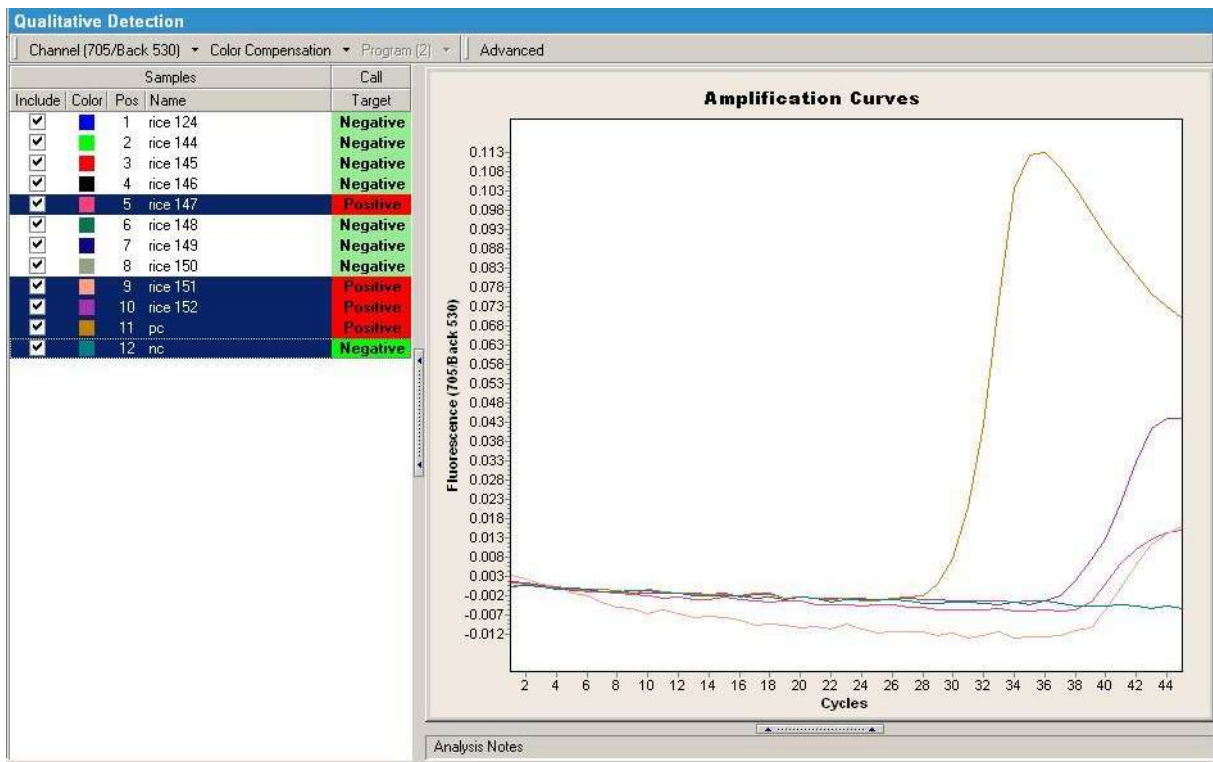 Qualitative Detection
Channel (705/Back 530) Color Compensation Program (2) Advanced
Samples Call
Include Color Pos Name Target
1 rice 124 Negative
2 rice 144 Negative
3 rice 145 Negative
4 rice 146 Negative
5 rice 147 Positive
6 rice 148 Negative
7 rice 149 Negative
8 rice 150 Negative
9 rice 151 Positive
10 rice 152 Positive
11 pc Positive
12 nc Negative
Amplification Curves
Fluorescence (705/Back 530)
0.113
0.108
0.103
0.098
0.093
0.088
0.083
0.078
0.073
0.068
0.063
0.058
0.053
0.048
0.043
0.038
0.033
0.028
0.023
0.018
0.013
0.008
0.003
-0.002
-0.007
-0.012
2 4 6 8 10 12 14 16 18 20 22 24 26 28 30 32 34 36 38 40 42 44
Cycles
Analysis Notes